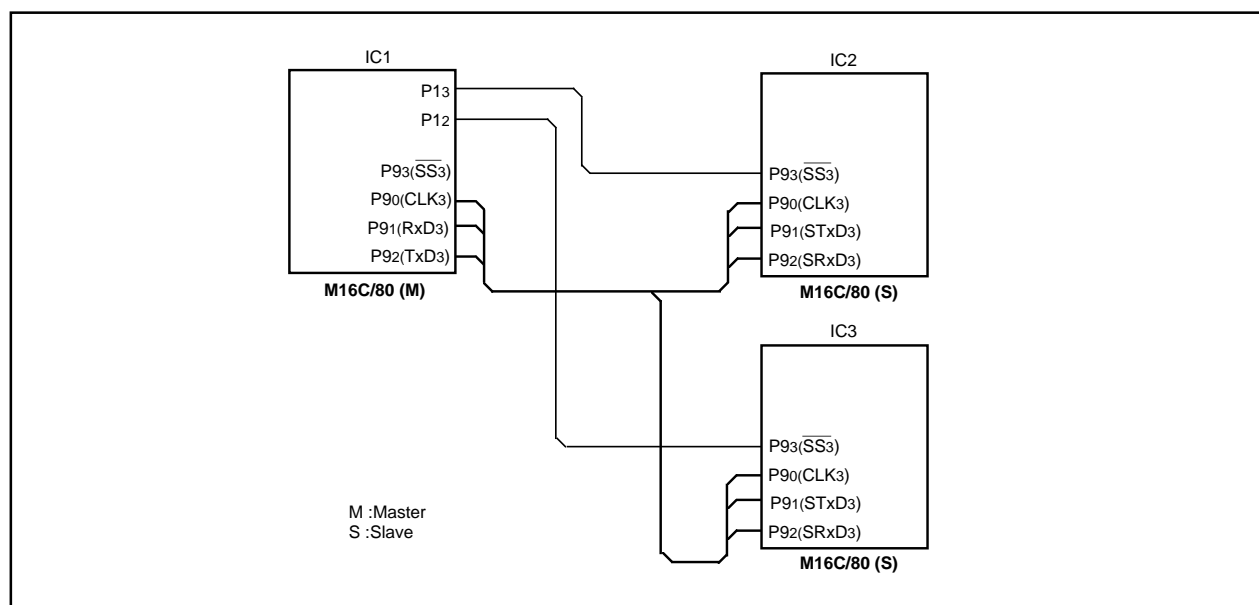 IC1
P13
P12
P93(SS3)
P90(CLK3)
P91(RxD3)
P92(TxD3)
M16C/80 (M)
IC2
P93(SS3)
P90(CLK3)
P91(STxD3)
P92(SRxD3)
M16C/80 (S)
IC3
P93(SS3)
P90(CLK3)
P91(STxD3)
P92(SRxD3)
M16C/80 (S)
M :Master
S :Slave